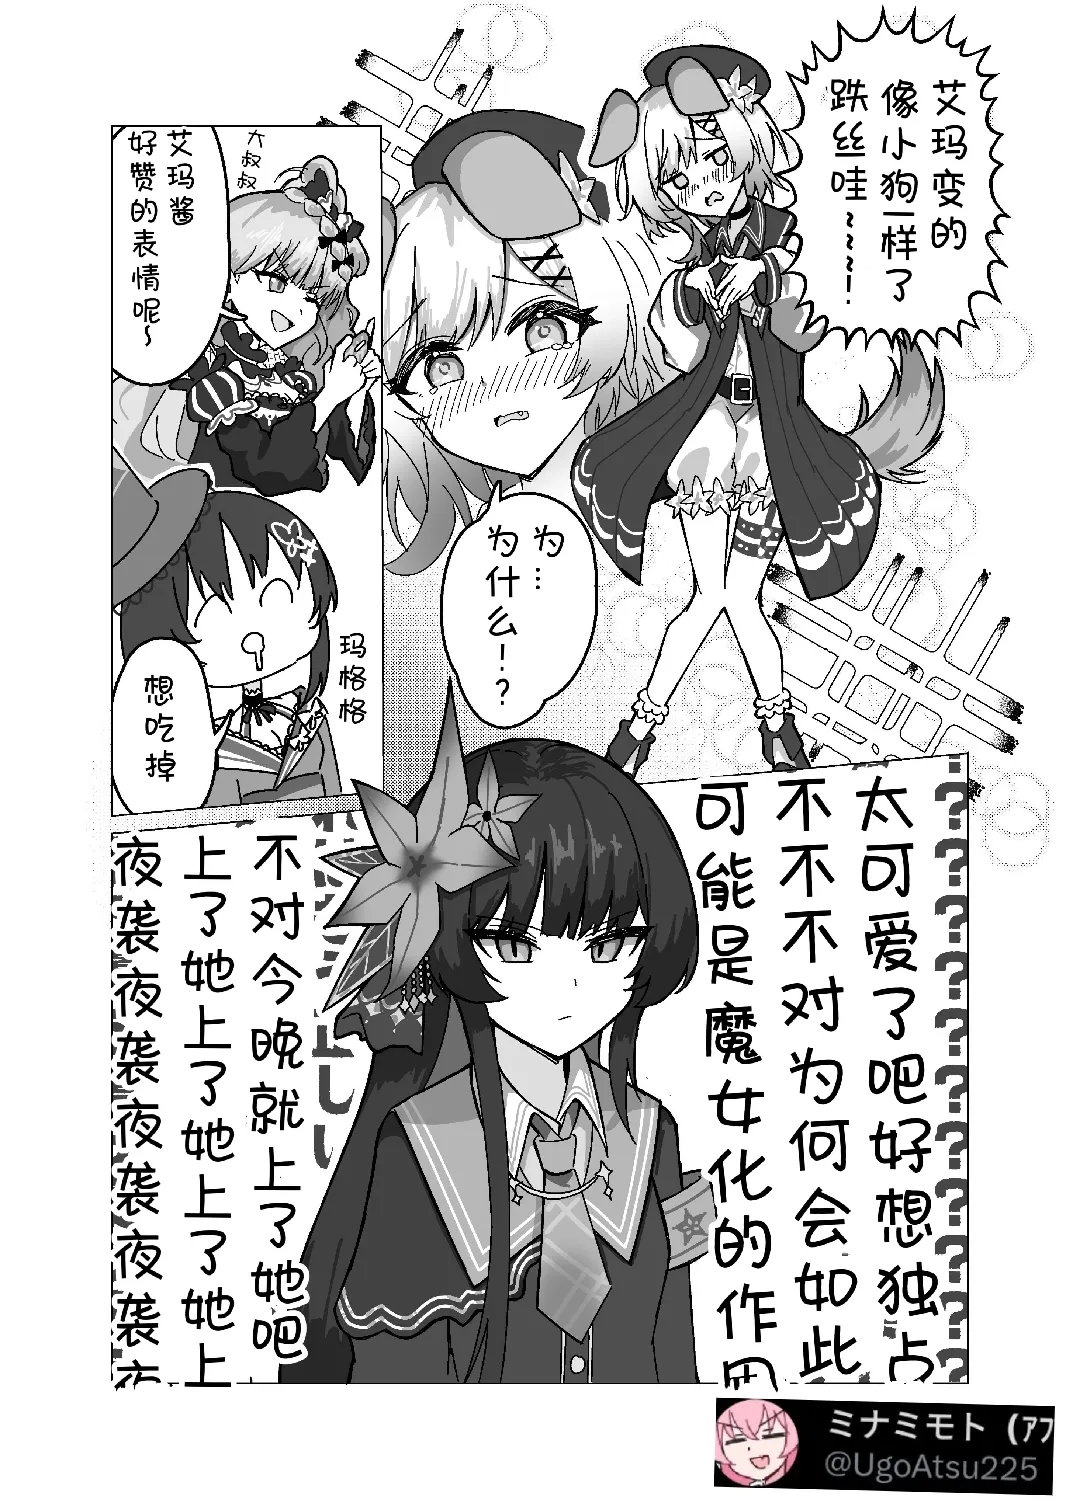 艾玛变的
像小狗一样了
跌丝哇~~~~!
为…
为什么!?
大叔叔
艾玛酱
好赞的表情呢~
玛格格
想吃掉
太可爱了吧好想独占
不不不对为何会如此
可能是魔女化的作用
不对今晚就上了她吧
上了她上了她上了她上
夜袭夜袭夜袭夜袭夜
ミナミモト（アフ
@UgoAtsu225